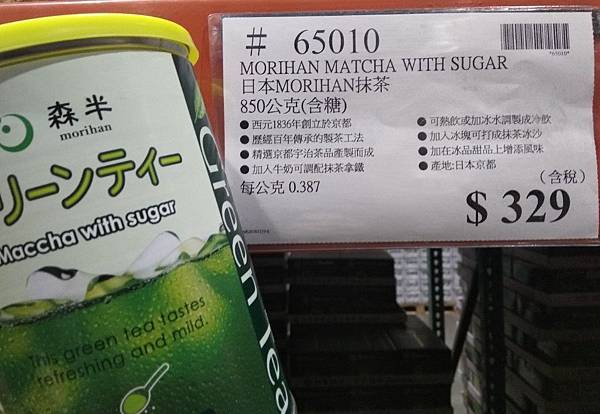 # 65010
*65010*
MORIHAN MATCHA WITH SUGAR
日本MORIHAN抹茶
850公克(含糖)
●西元1836年創立於京都
●歷經百年傳承的製茶工法
●精選京都宇治茶品產製而成
●加入牛奶可調配抹茶拿鐵
●可熱飲或加冰水調製成冷飲
●加入冰塊可打成抹茶冰沙
●加在冰品甜品上增添風味
●產地:日本京都
每公克 0.387
(含稅)
$ 329
森半
morihan
リーンティー
Maccha with sugar
Green Tea
This green tea tastes
refreshing and mild.